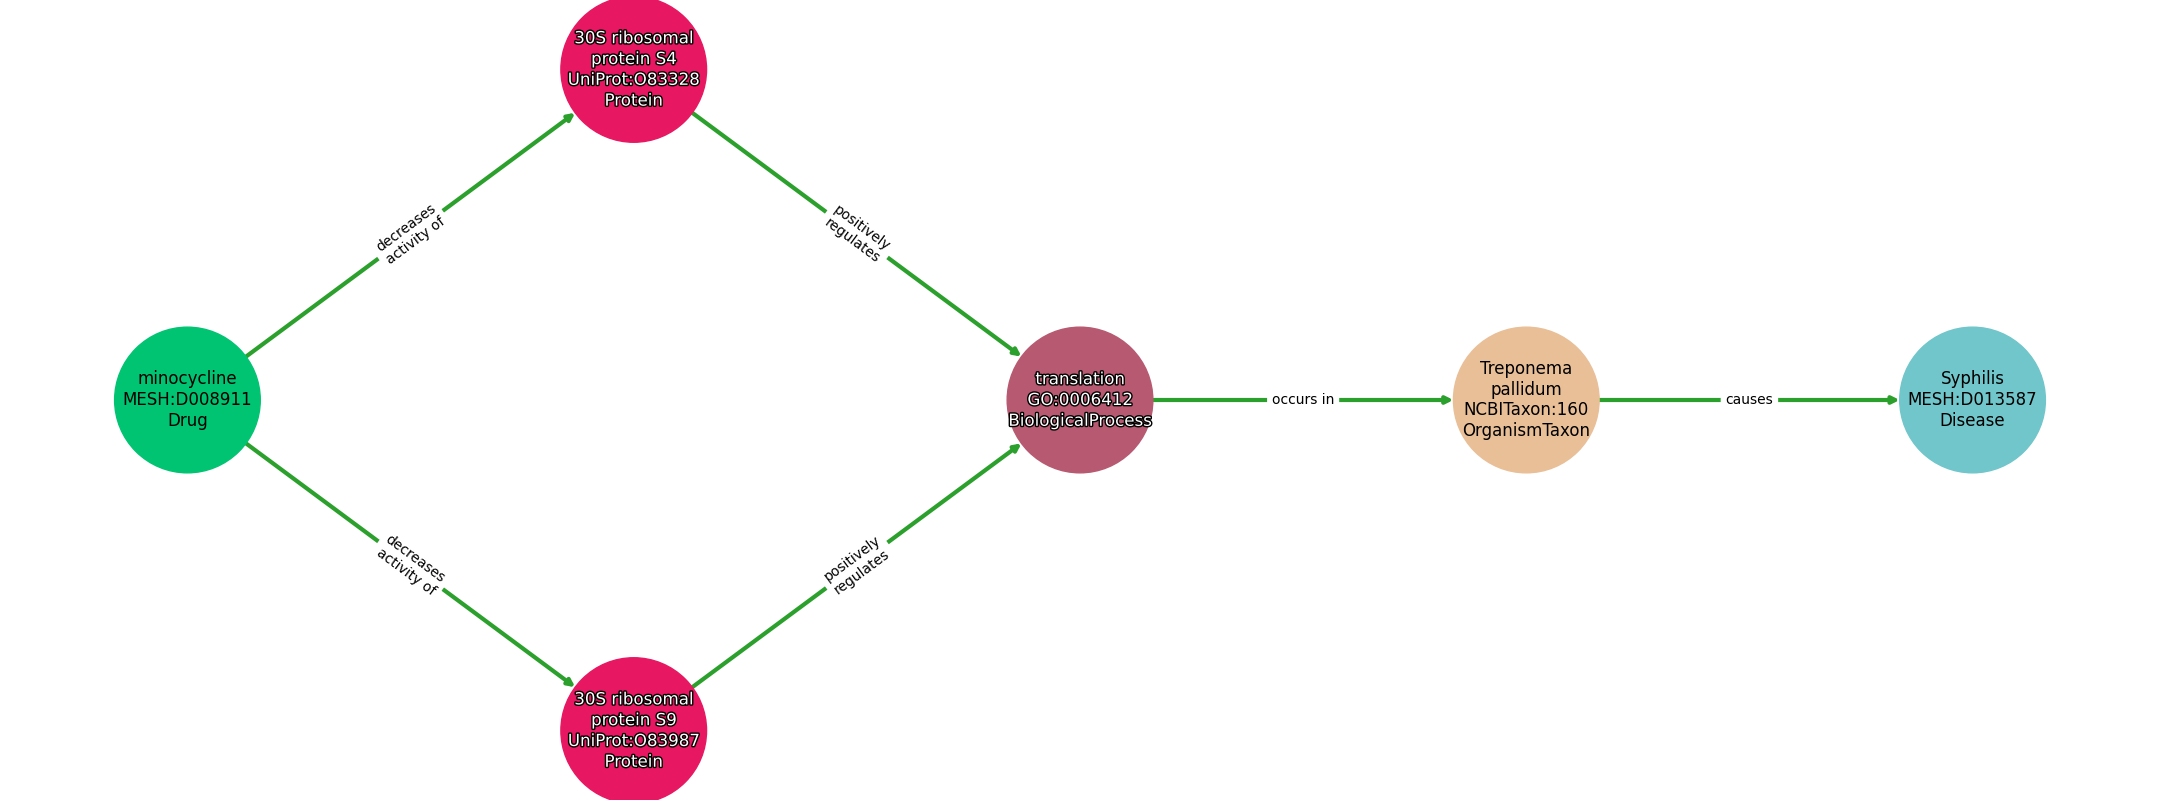 30S ribosomal
protein S4
UniProt:O83328
Protein
decreases
activity of
positively
regulates
minocycline
MESH:D008911
Drug
translation
GO:0006412
BiologicalProcess
occurs in
Treponema
pallidum
NCBITaxon:160
OrganismTaxon
causes
Syphilis
MESH:D013587
Disease
decreases
activity of
positively
regulates
30S ribosomal
protein S9
UniProt:O83987
Protein